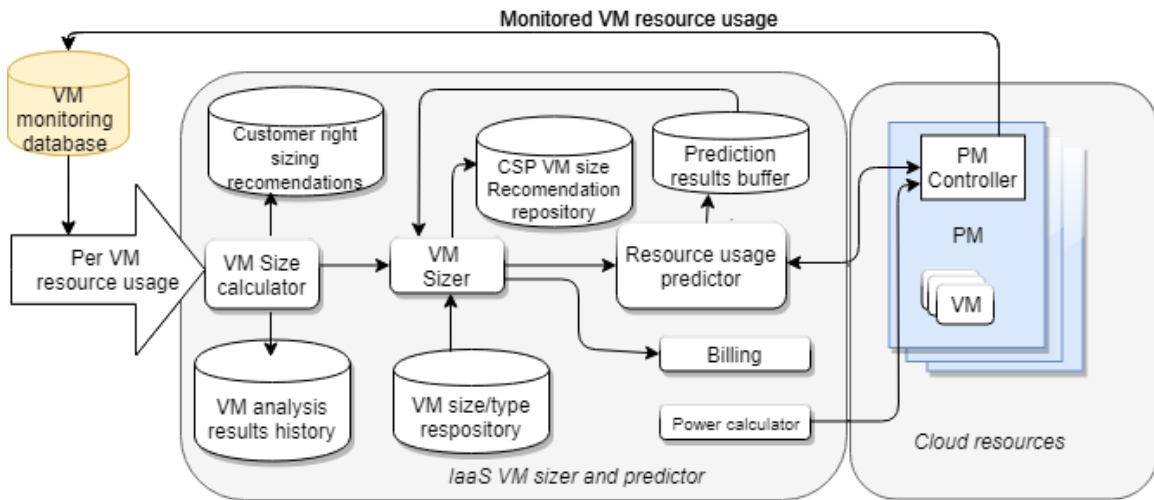 Monitored VM resource usage
VM
monitoring
database
Per VM
resource usage
Customer right
sizing
recomendations
CSP VM size
Recomendation
repository
Prediction
results buffer
VM Size
calculator
VM
Sizer
Resource usage
predictor
VM analysis
results history
VM size/type
respository
Billing
Power calculator
IaaS VM sizer and predictor
PM
Controller
PM
VM
Cloud resources